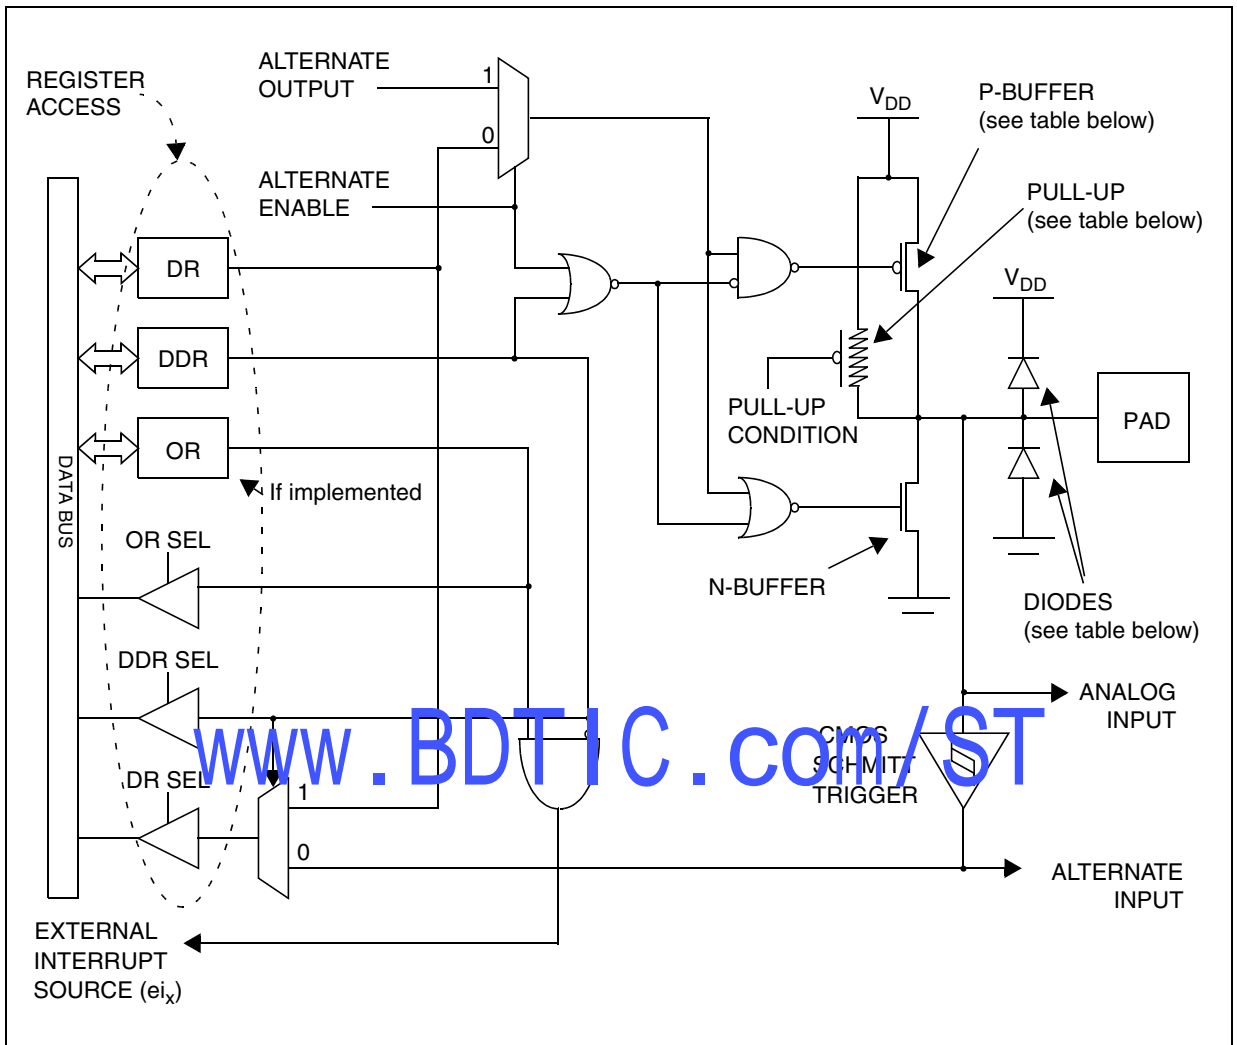 REGISTER
ACCESS
ALTERNATE
OUTPUT
1
0
ALTERNATE
ENABLE
VDD
P-BUFFER
(see table below)
PULL-UP
(see table below)
DR
DDR
OR
If implemented
DATA BUS
VDD
PULL-UP
CONDITION
PAD
OR SEL
N-BUFFER
DIODES
(see table below)
DDR SEL
ANALOG
INPUT
www.BDTIC.com/ST
CMOS
SCHMITT
TRIGGER
DR SEL
1
0
ALTERNATE
INPUT
EXTERNAL
INTERRUPT
SOURCE (eix)